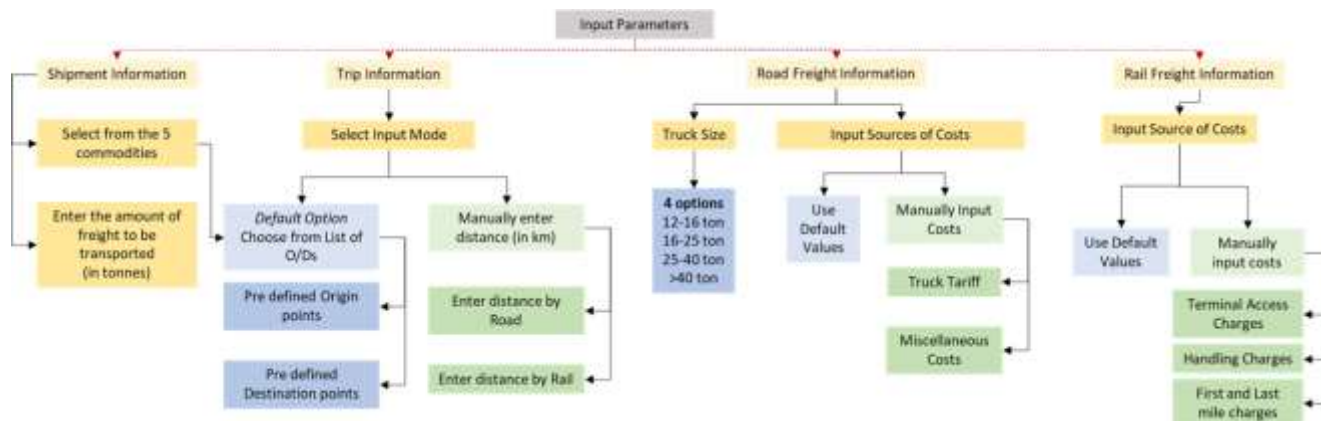 Input Parameters
Shipment Information
Select from the 5
commodities
Enter the amount of
freight to be
transported
(in tonnes)
Trip Information
Select Input Mode
Default Option
Choose from List of
O/Ds
Pre defined Origin
points
Pre defined
Destination points
Manually enter
distance (in km)
Enter distance by
Road
Enter distance by Rail
Road Freight Information
Truck Size
4 options
12-16 ton
16-25 ton
25-40 ton
>40 ton
Input Sources of Costs
Use
Default
Values
Manually Input
Costs
Truck Tariff
Miscellaneous
Costs
Rail Freight Information
Input Source of Costs
Use Default
Values
Manually
input costs
Terminal Access
Charges
Handling Charges
First and Last
mile charges